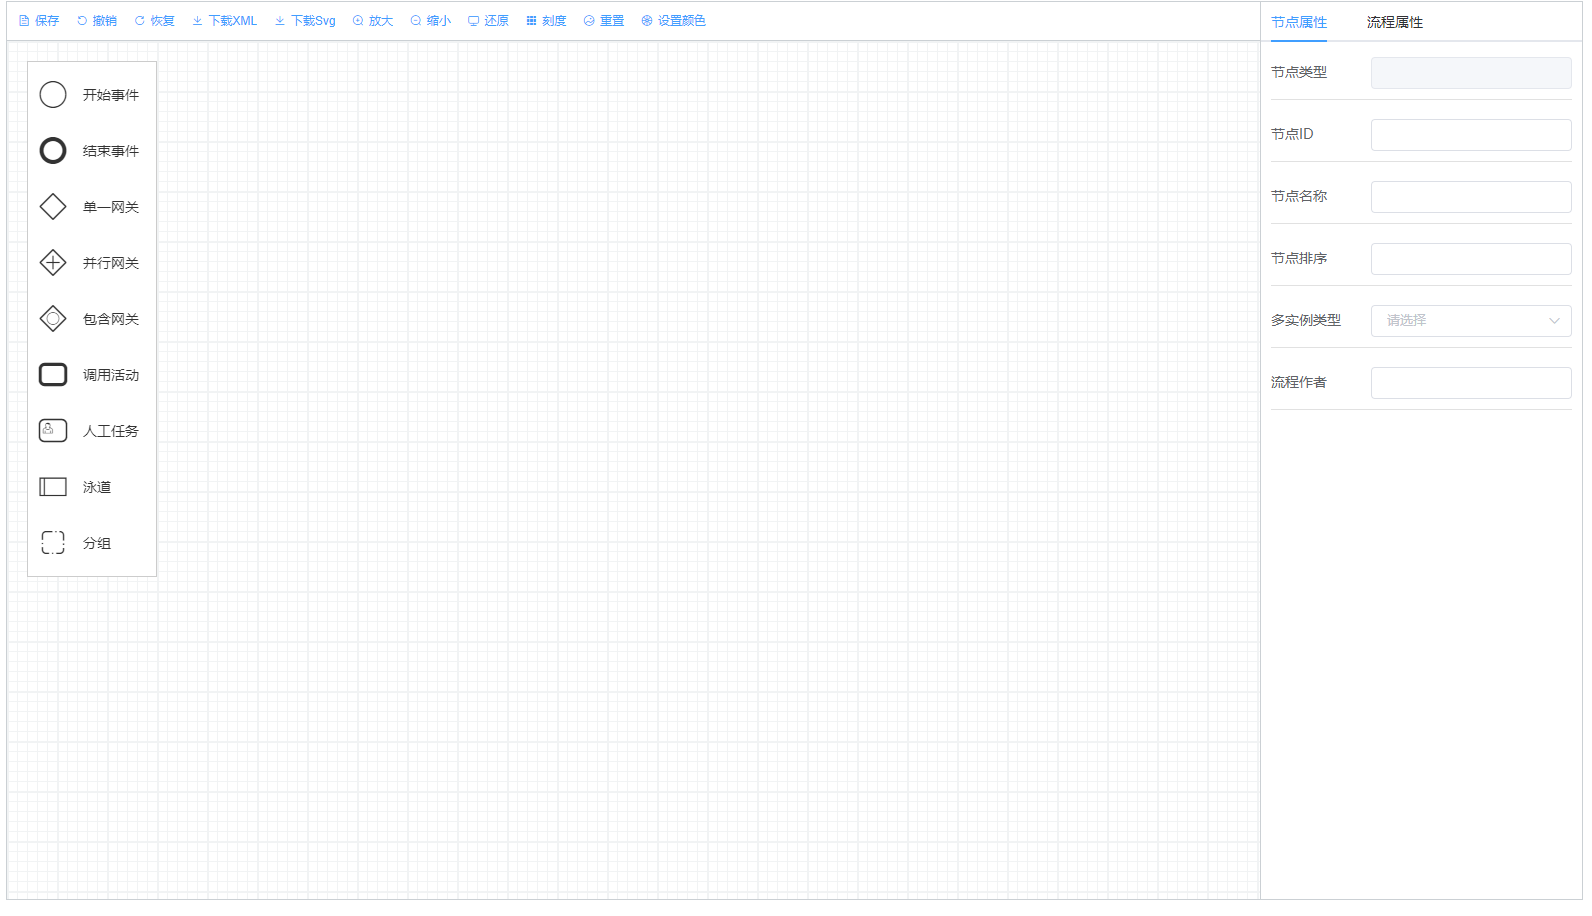 保存 撤销 恢复 下载XML 下载Svg 放大 缩小 还原 刻度 重置 设置颜色
节点属性 流程属性
开始事件
结束事件
单一网关
并行网关
包含网关
调用活动
人工任务
泳道
分组
节点类型
节点ID
节点名称
节点排序
多实例类型 请选择
流程作者